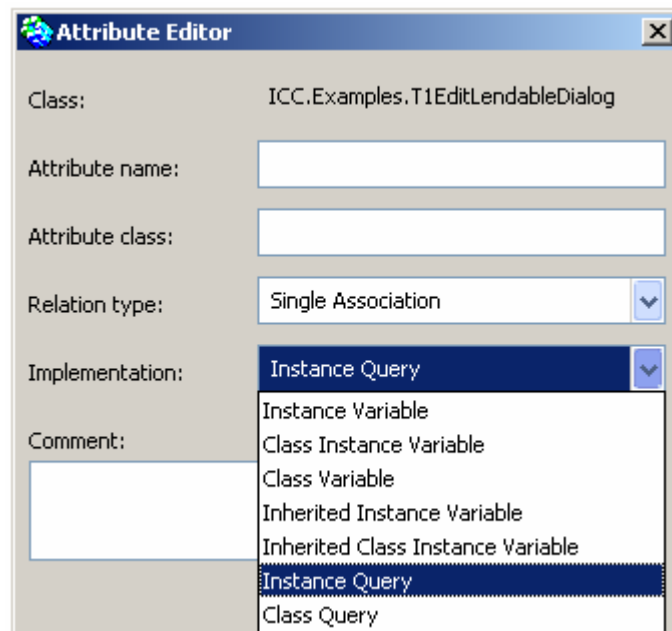 Attribute Editor
Class: ICC.Examples.T1EditLendableDialog
Attribute name:
Attribute class:
Relation type: Single Association
Implementation: Instance Query
Instance Variable
Comment:
Class Instance Variable
Class Variable
Inherited Instance Variable
Inherited Class Instance Variable
Instance Query
Class Query